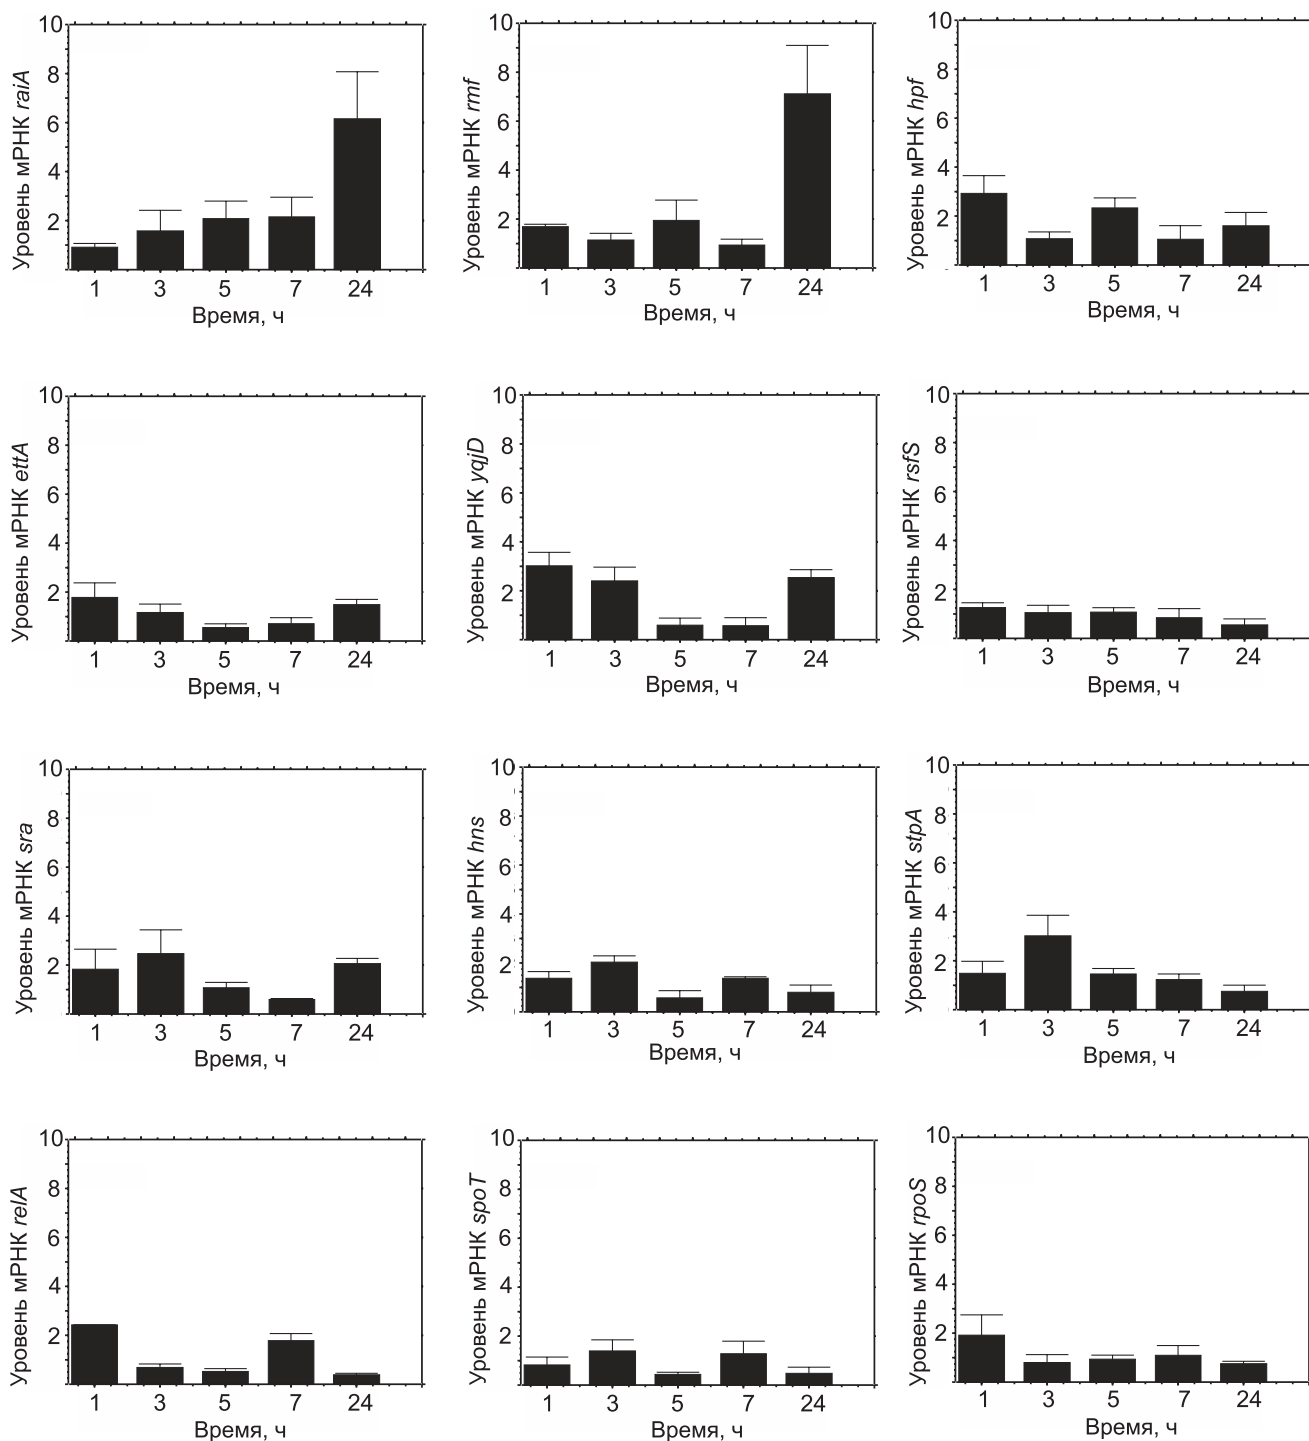 Уровень мРНК raiA
10
8
6
4
2
1 3 5 7 24
Время, ч
Уровень мРНК rmf
10
8
6
4
2
1 3 5 7 24
Время, ч
Уровень мРНК hpf
10
8
6
4
2
1 3 5 7 24
Время, ч
Уровень мРНК ettA
10
8
6
4
2
1 3 5 7 24
Время, ч
Уровень мРНК yqjD
10
8
6
4
2
1 3 5 7 24
Время, ч
Уровень мРНК rsfS
10
8
6
4
2
1 3 5 7 24
Время, ч
Уровень мРНК sra
10
8
6
4
2
1 3 5 7 24
Время, ч
Уровень мРНК hns
10
8
6
4
2
1 3 5 7 24
Время, ч
Уровень мРНК stpA
10
8
6
4
2
1 3 5 7 24
Время, ч
Уровень мРНК relA
10
8
6
4
2
1 3 5 7 24
Время, ч
Уровень мРНК spoT
10
8
6
4
2
1 3 5 7 24
Время, ч
Уровень мРНК rpoS
10
8
6
4
2
1 3 5 7 24
Время, ч